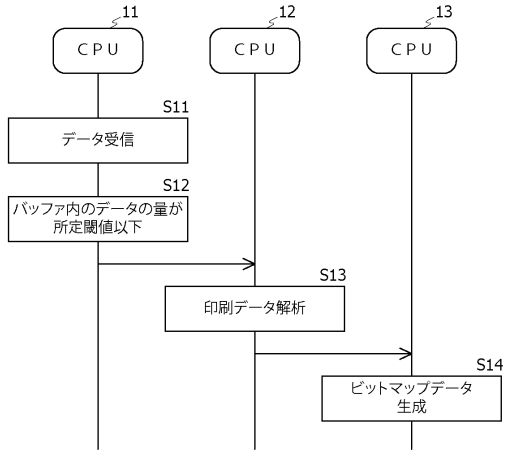 11
12
13
ＣＰＵ
ＣＰＵ
ＣＰＵ
S11
データ受信
S12
バッファ内のデータの量が
所定閾値以下
S13
印刷データ解析
S14
ビットマップデータ
生成